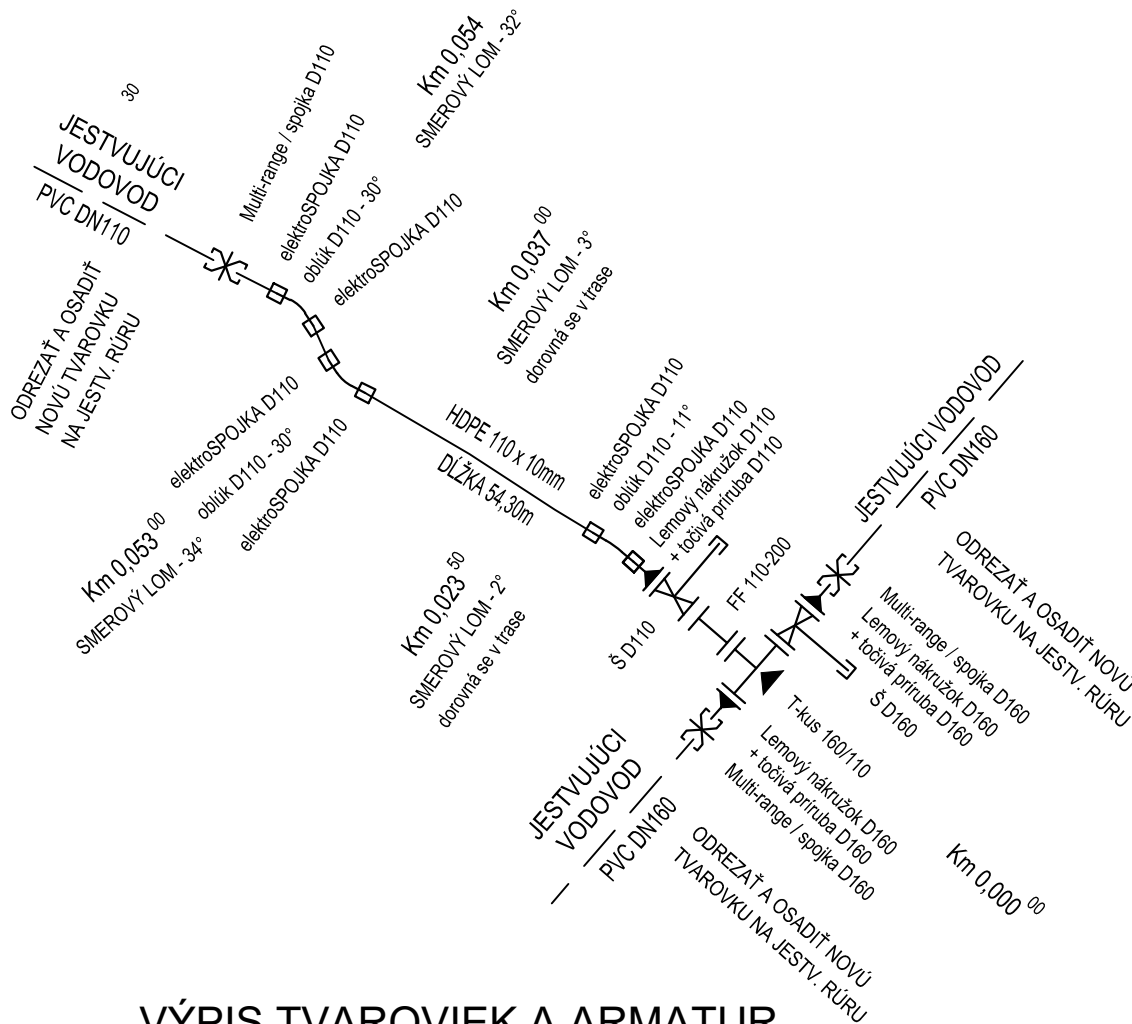 Km 0,054
SMEROVÝ LOM - 32°
30
JESTVUJÚCI
VODOVOD
PVC DN110
Multi-range / spojka D110
elektroSPOJKA D110
oblúk D110 - 30°
elektroSPOJKA D110
ODREZAŤ A OSADIŤ
NOVÚ TVAROVKU
NA JESTV. RÚRU
Km 0,037 00
SMEROVÝ LOM - 3°
dorovná se v trase
elektroSPOJKA D110
oblúk D110 - 30°
elektroSPOJKA D110
Km 0,053 00
SMEROVÝ LOM - 34°
HDPE 110 x 10mm
DĹŽKA 54,30m
Km 0,023 50
SMEROVÝ LOM - 2°
dorovná se v trase
elektroSPOJKA D110
oblúk D110 - 11°
elektroSPOJKA D110
Lemový nákružok D110
+ točivá príruba D110
Š D110
FF 110-200
JESTVUJÚCI VODOVOD
PVC DN160
ODREZAŤ A OSADIŤ NOVÚ
TVAROVKU NA JESTV. RÚRU
Multi-range / spojka D160
Lemový nákružok D160
+ točivá príruba D160
Š D160
T-kus 160/110
Lemový nákružok D160
+ točivá príruba D160
Multi-range / spojka D160
JESTVUJÚCI
VODOVOD
PVC DN160
ODREZAŤ A OSADIŤ NOVÚ
TVAROVKU NA JESTV. RÚRU
Km 0,000 00
VÝPIS TVAROVIEK A ARMATUR